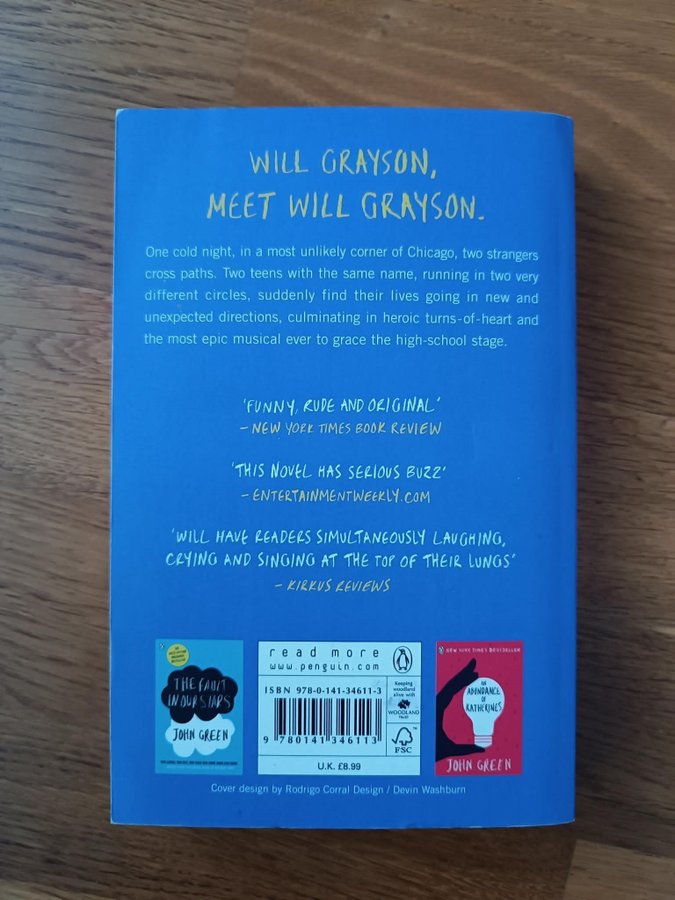 WILL GRAYSON,
MEET WILL GRAYSON.
One cold night, in a most unlikely corner of Chicago, two strangers
cross paths. Two teens with the same name, running in two very
different circles, suddenly find their lives going in new and
unexpected directions, culminating in heroic turns-of-heart and
the most epic musical ever to grace the high-school stage.
'FUNNY, RUDE AND ORIGINAL'
– NEW YORK TIMES BOOK REVIEW
'THIS NOVEL HAS SERIOUS BUZZ'
– ENTERTAINMENTWEEKLY.COM
'WILL HAVE READERS SIMULTANEOUSLY LAUGHING,
CRYING AND SINGING AT THE TOP OF THEIR LUNGS'
– KIRKUS REVIEWS
THE FAULT
IN OUR STARS
JOHN GREEN
read more
www.penguin.com
ISBN 978-0-141-34611-3
9 780141 346113
U.K. £8.99
Keeping
woodland
alive with
WOODLAND
TRUST
FSC
NEW YORK TIMES BESTSELLER
AN
ABUNDANCE
OF
KATHERINES
JOHN GREEN
Cover design by Rodrigo Corral Design / Devin Washburn